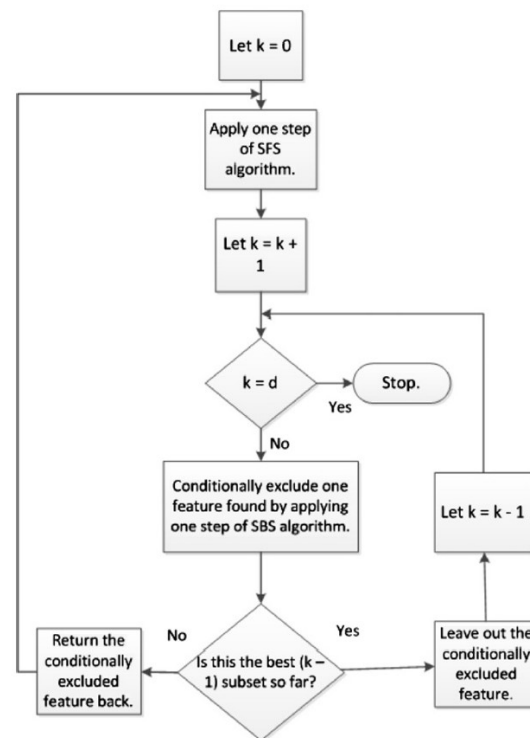 Let k = 0
Apply one step
of SFS
algorithm.
Let k = k +
1
k = d
Stop.
Yes
No
Conditionally exclude one
feature found by applying
one step of SBS algorithm.
Let k = k - 1
No
Yes
Is this the best (k –
1) subset so far?
Return the
conditionally
excluded
feature back.
Leave out the
conditionally
excluded
feature.